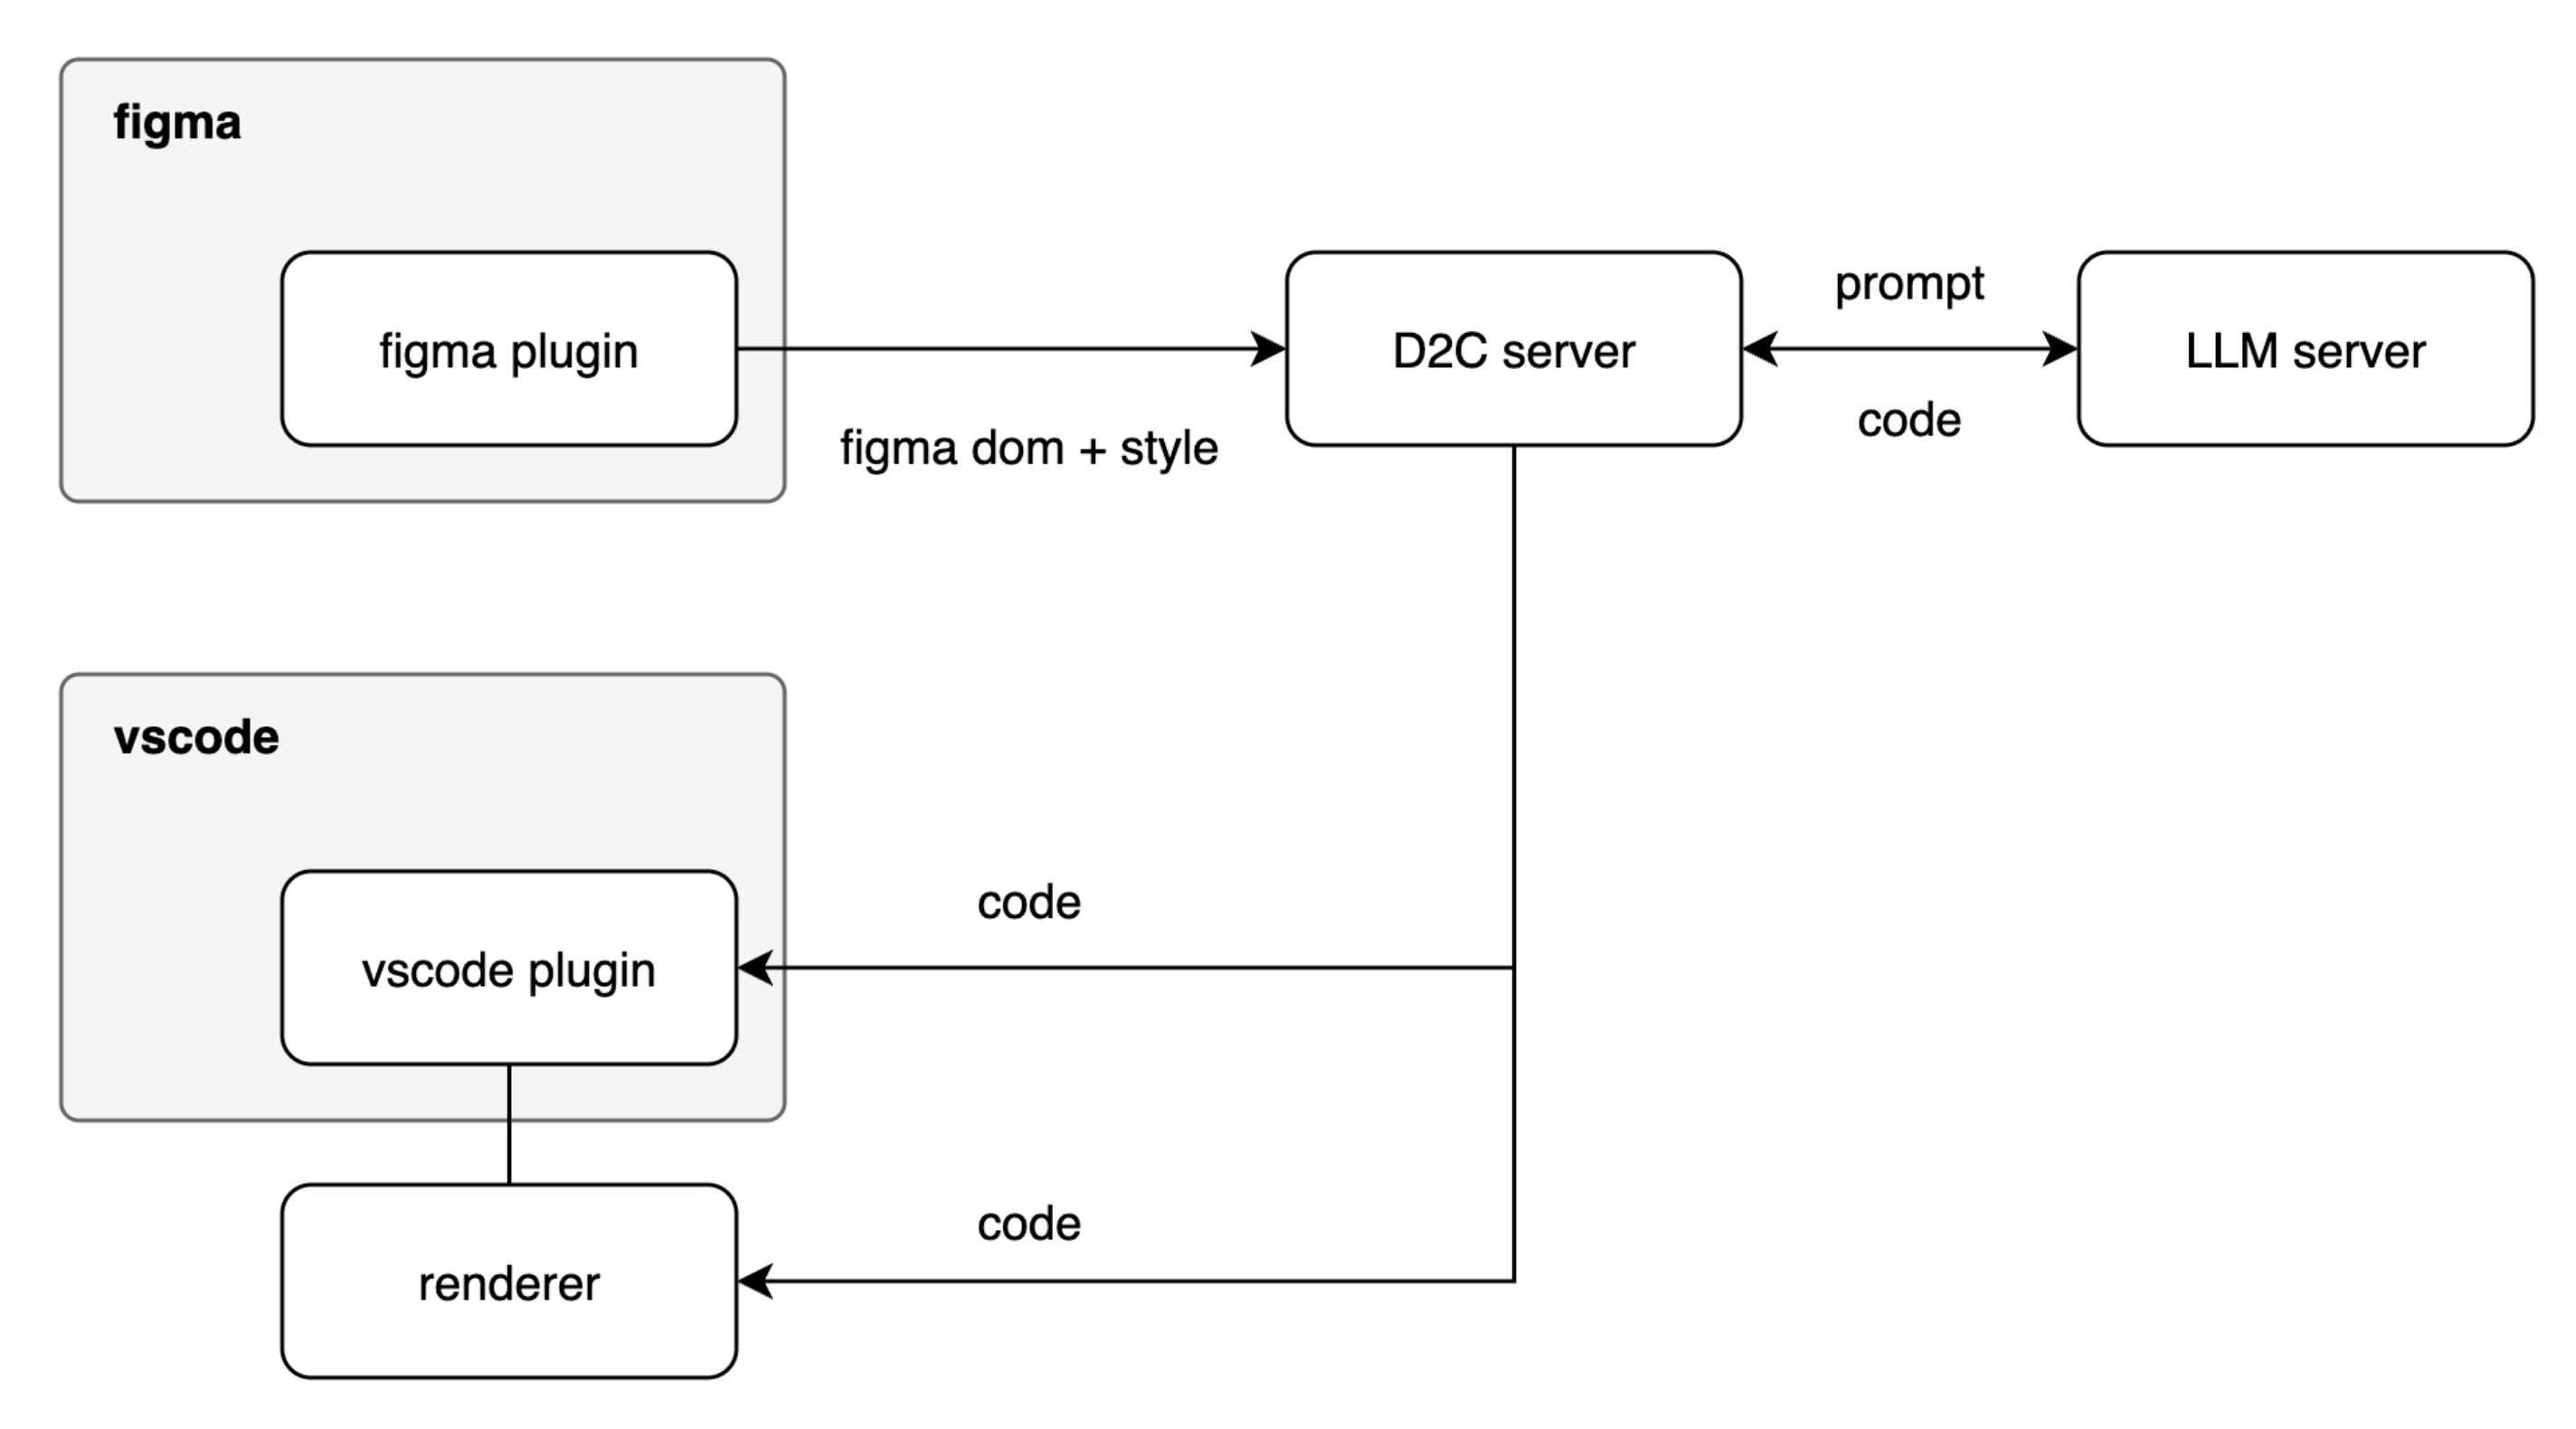 figma
figma plugin
figma dom + style
D2C server
prompt
code
LLM server
vscode
vscode plugin
code
renderer
code